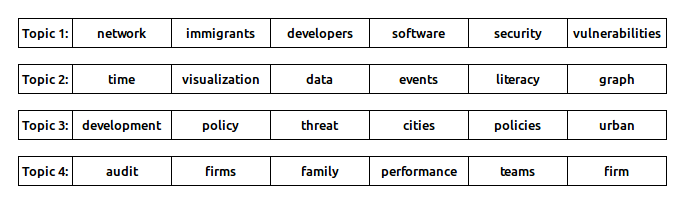 Topic 1: network immigrants developers software security vulnerabilities
Topic 2: time visualization data events literacy graph
Topic 3: development policy threat cities policies urban
Topic 4: audit firms family performance teams firm